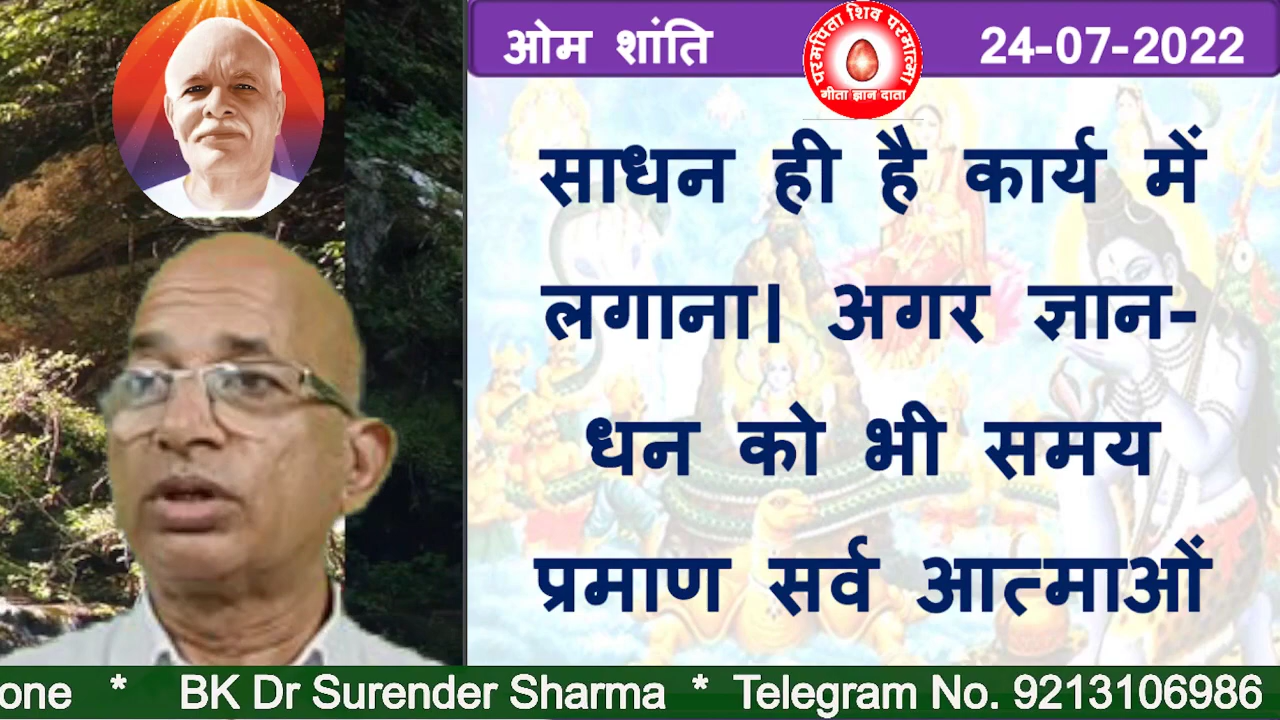 ओम शांति
परमपिता शिव परमात्मा
गीता ज्ञान दाता
24-07-2022
साधन ही है कार्य में
लगाना। अगर ज्ञान-
धन को भी समय
प्रमाण सर्व आत्माओं
one * BK Dr Surender Sharma * Telegram No. 9213106986